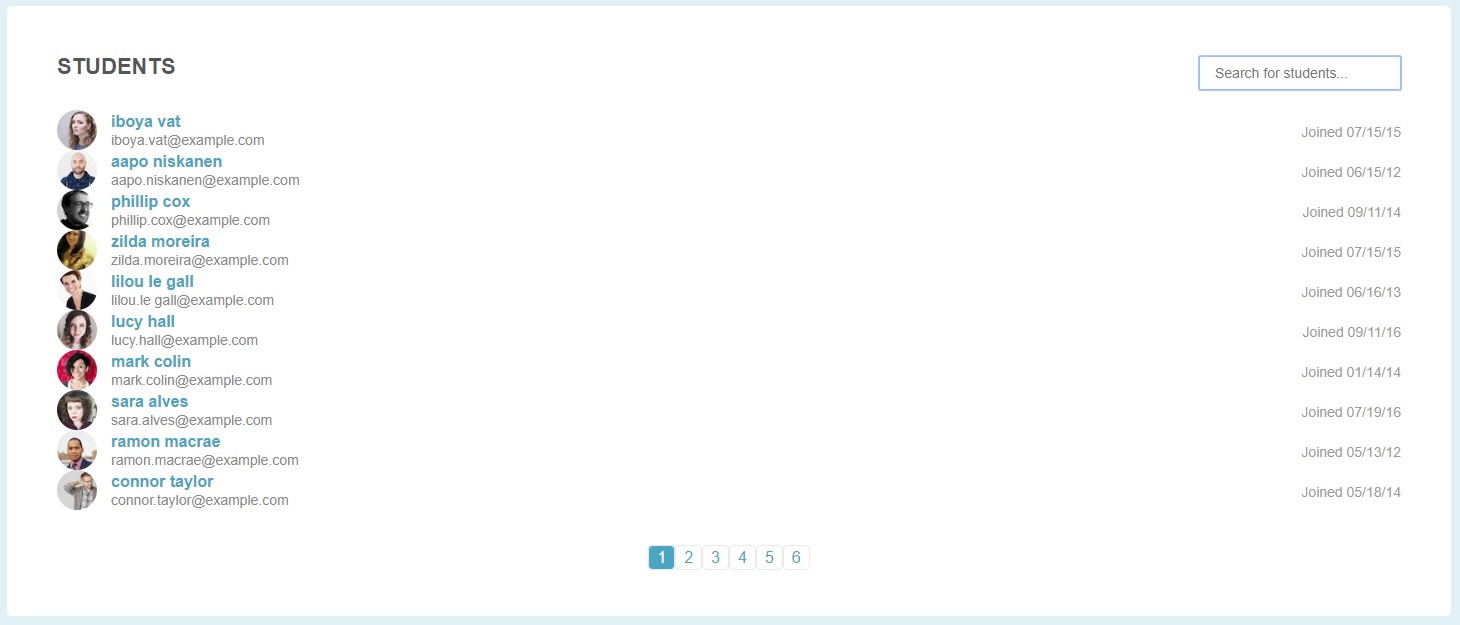 STUDENTS
Search for students...
iboya vat
iboya.vat@example.com
Joined 07/15/15
aapo niskanen
aapo.niskanen@example.com
Joined 06/15/12
phillip cox
phillip.cox@example.com
Joined 09/11/14
zilda moreira
zilda.moreira@example.com
Joined 07/15/15
lilou le gall
lilou.le gall@example.com
Joined 06/16/13
lucy hall
lucy.hall@example.com
Joined 09/11/16
mark colin
mark.colin@example.com
Joined 01/14/14
sara alves
sara.alves@example.com
Joined 07/19/16
ramon macrae
ramon.macrae@example.com
Joined 05/13/12
connor taylor
connor.taylor@example.com
Joined 05/18/14
1 2 3 4 5 6